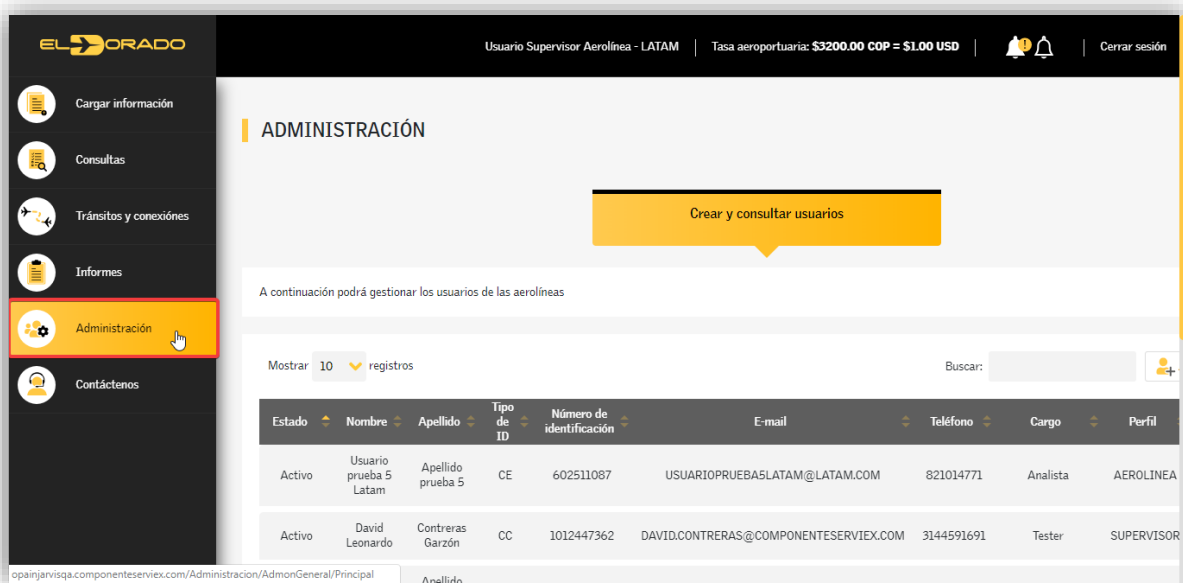 EL DORADO
Usuario Supervisor Aerolínea - LATAM | Tasa aeroportuaria: $3200.00 COP = $1.00 USD | Cerrar sesión
Cargar información
Consultas
Tránsitos y conexiónes
Informes
Administración
Contáctenos
ADMINISTRACIÓN
Crear y consultar usuarios
A continuación podrá gestionar los usuarios de las aerolíneas
Mostrar 10 registros Buscar:
Estado Nombre Apellido Tipo de ID Número de identificación E-mail Teléfono Cargo Perfil
Activo Usuario prueba 5 Latam Apellido prueba 5 CE 602511087 USUARIOPRUEBA5LATAM@LATAM.COM 821014771 Analista AEROLINEA
Activo David Leonardo Contreras Garzón CC 1012447362 DAVID.CONTRERAS@COMPONENTESERVIEX.COM 3144591691 Tester SUPERVISOR
Apellido
opainjarvisqa.componenteserviex.com/Administracion/AdmonGeneral/Principal